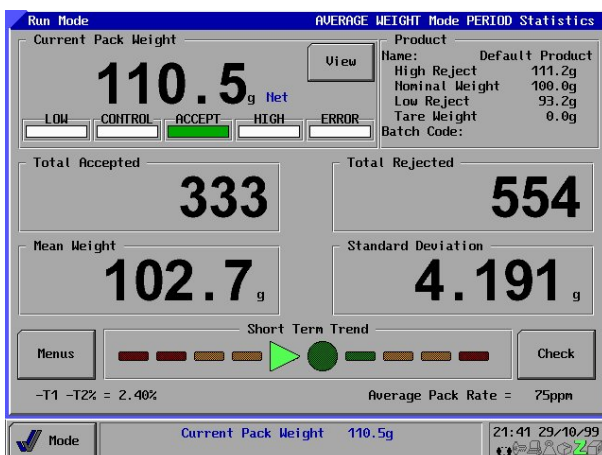 Run Mode AVERAGE WEIGHT Mode PERIOD Statistics
Current Pack Weight
110.5g Net
View
LOW CONTROL ACCEPT HIGH ERROR
Product
Name: Default Product
High Reject 111.2g
Nominal Weight 100.0g
Low Reject 93.2g
Tare Weight 0.0g
Batch Code:
Total Accepted
333
Total Rejected
554
Mean Weight
102.7g
Standard Deviation
4.191g
Short Term Trend
Menus
Check
-T1 -T2% = 2.40% Average Pack Rate = 75ppm
Mode
Current Pack Weight 110.5g
21:41 29/10/99
Z